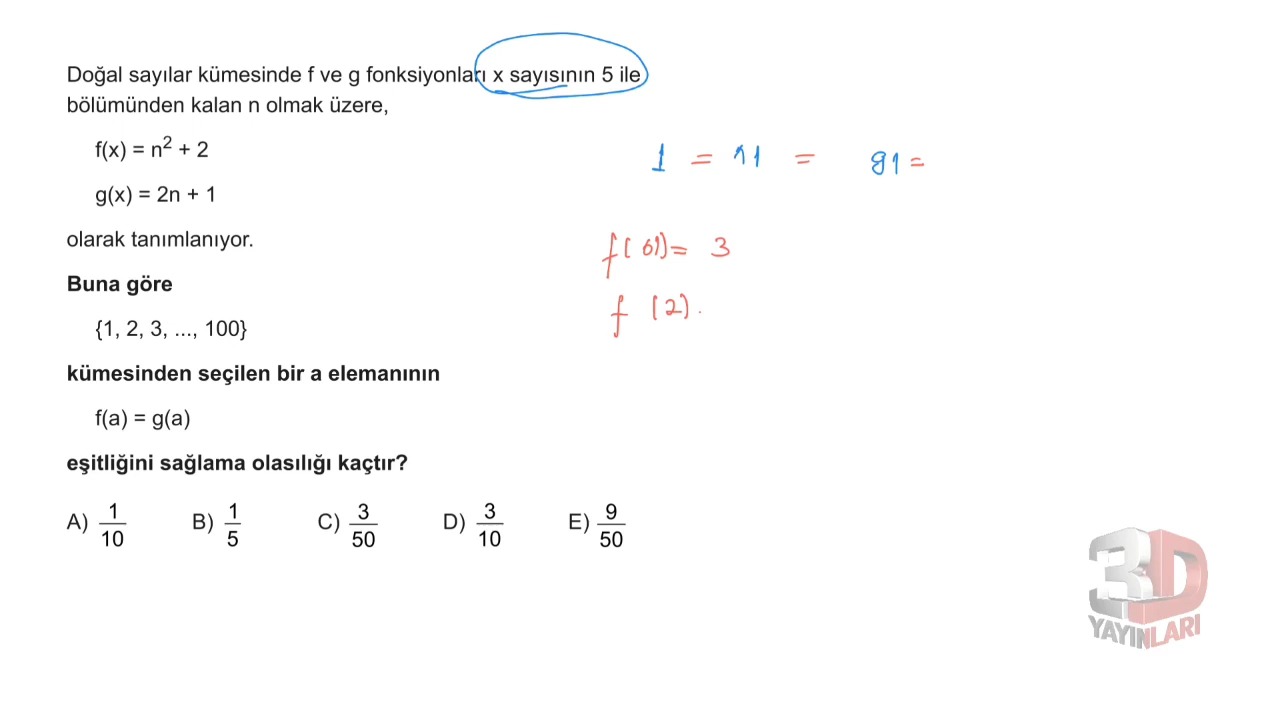 Doğal sayılar kümesinde f ve g fonksiyonları x sayısının 5 ile
bölümünden kalan n olmak üzere,
f(x) = n² + 2
g(x) = 2n + 1
olarak tanımlanıyor.
Buna göre
{1, 2, 3, ..., 100}
kümesinden seçilen bir a elemanının
f(a) = g(a)
eşitliğini sağlama olasılığı kaçtır?
A) 1/10 B) 1/5 C) 3/50 D) 3/10 E) 9/50
1 = 11 = 81 =
f(61) = 3
f (2).
3D
YAYINLARI